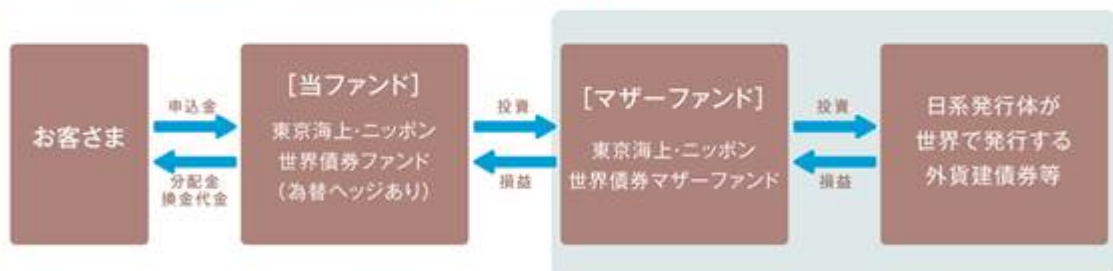 お客さま
申込金
分配金
換金代金
[当ファンド]
東京海上・ニッポン
世界債券ファンド
(為替ヘッジあり)
投資
損益
[マザーファンド]
東京海上・ニッポン
世界債券マザーファンド
投資
損益
日系発行体が
世界で発行する
外貨建債券等